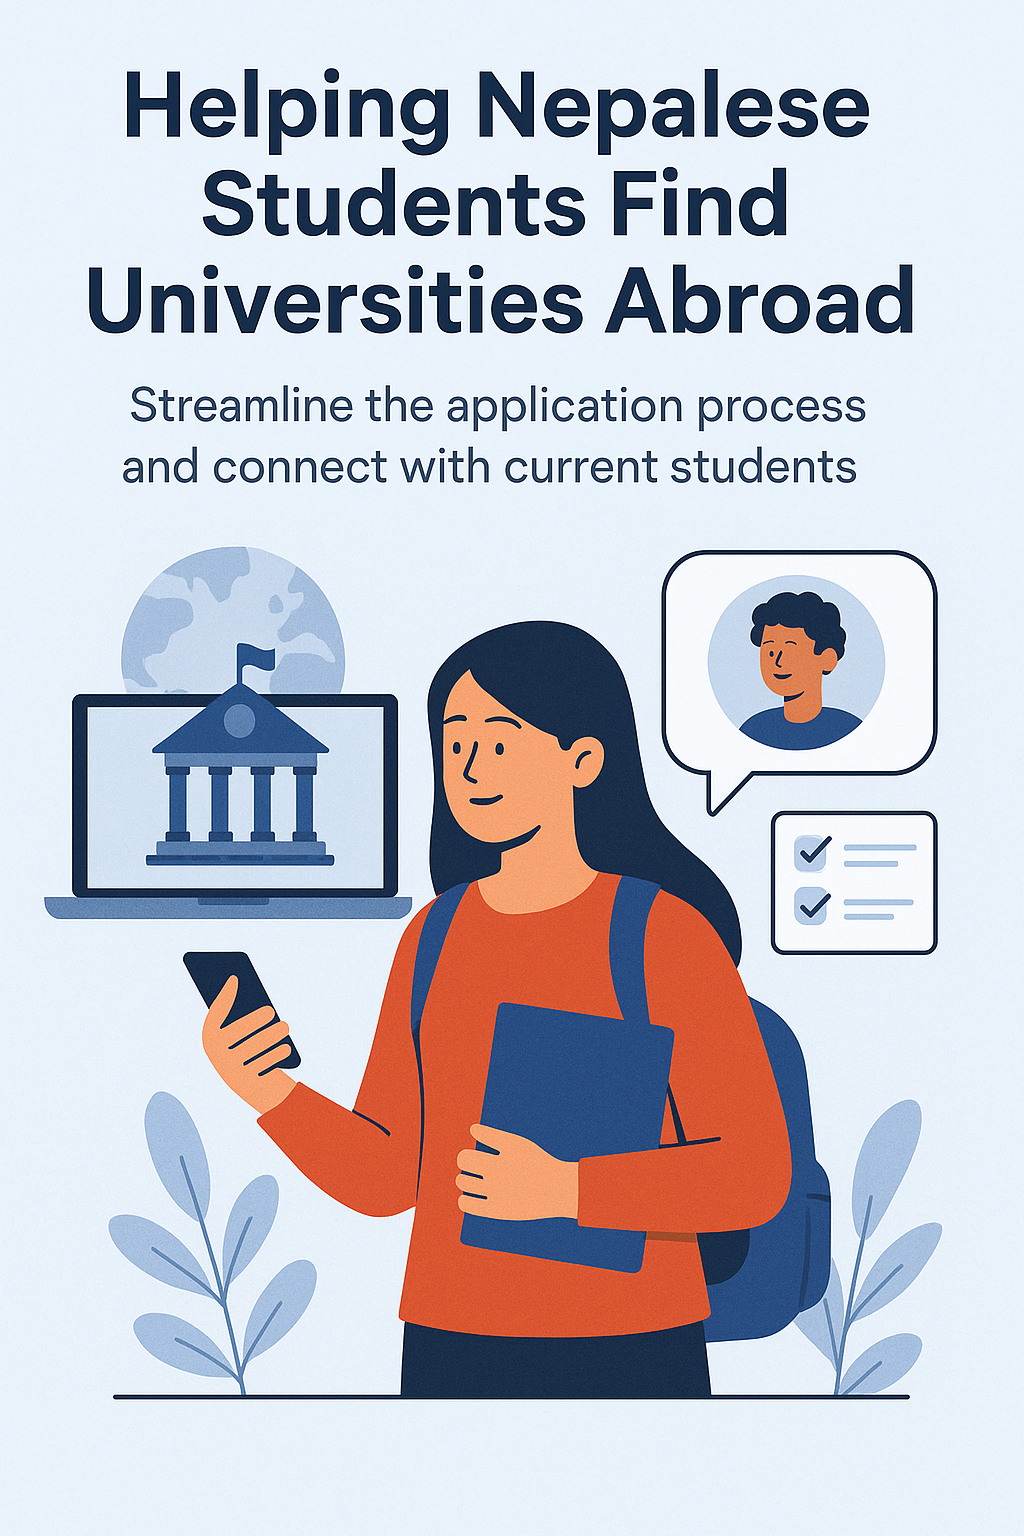 Helping Nepalese
Students Find
Universities Abroad
Streamline the application process
and connect with current students